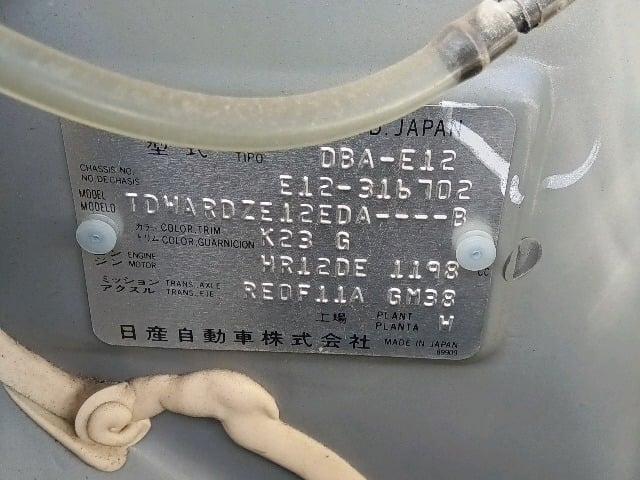 D. JAPAN
型式 TIPO DBA-E12
CHASSIS NO.
NO DE CHASIS E12-316702
MODEL
MODELO TDWARDZE12EDA----B
カラー COLOR,TRIM
トリム COLOR,GUARNICION K23 G
ENGINE
ジン MOTOR HR12DE 1198 CC
ミッション TRANS.AXLE
アクスル TRANS.EJE RE0F11A GM38
工場 PLANT
PLANTA H
日産自動車株式会社 MADE IN JAPAN
89909